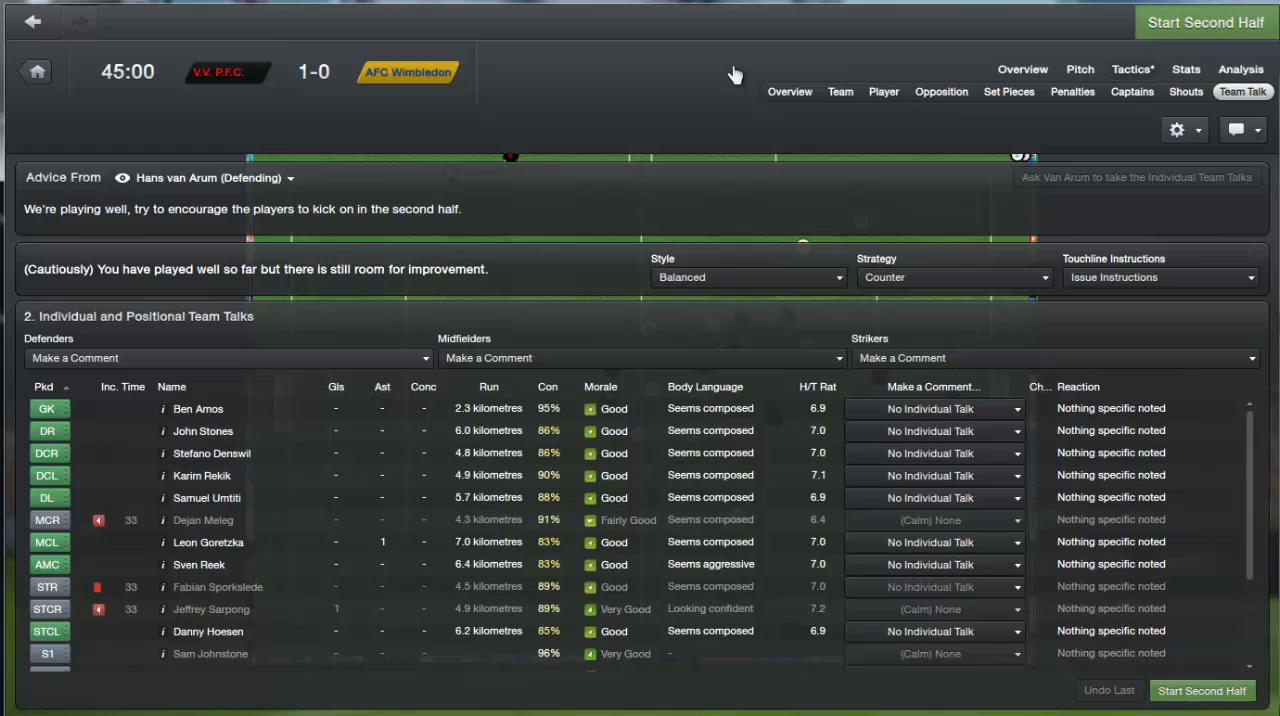 Start Second Half
45:00 V.V. P.F.C. 1-0 AFC Wimbledon
Overview Pitch Tactics* Stats Analysis
Overview Team Player Opposition Set Pieces Penalties Captains Shouts Team Talk
Advice From Hans van Arum (Defending) Ask Van Arum to take the Individual Team Talks
We're playing well, try to encourage the players to kick on in the second half.
Style Strategy Touchline Instructions
(Cautiously) You have played well so far but there is still room for improvement. Balanced Counter Issue Instructions
2. Individual and Positional Team Talks
Defenders Midfielders Strikers
Make a Comment Make a Comment Make a Comment
Pkd Inc. Time Name Gls Ast Conc Run Con Morale Body Language H/T Rat Make a Comment... Ch... Reaction
GK i Ben Amos - - - 2.3 kilometres 95% Good Seems composed 6.9 No Individual Talk Nothing specific noted
DR i John Stones - - - 6.0 kilometres 86% Good Seems composed 7.0 No Individual Talk Nothing specific noted
DCR i Stefano Denswil - - - 4.8 kilometres 86% Good Seems composed 7.0 No Individual Talk Nothing specific noted
DCL i Karim Rekik - - - 4.9 kilometres 90% Good Seems composed 7.1 No Individual Talk Nothing specific noted
DL i Samuel Umtiti - - - 5.7 kilometres 88% Good Seems composed 6.9 No Individual Talk Nothing specific noted
MCR 33 i Dejan Meleg - - - 4.3 kilometres 91% Fairly Good Seems composed 6.4 (Calm) None Nothing specific noted
MCL i Leon Goretzka - 1 - 7.0 kilometres 83% Good Seems composed 7.0 No Individual Talk Nothing specific noted
AMC i Sven Reek - - - 6.4 kilometres 83% Good Seems aggressive 7.0 No Individual Talk Nothing specific noted
STR 33 i Fabian Sporkslede - - - 4.5 kilometres 89% Good Seems composed 7.0 No Individual Talk Nothing specific noted
STCR 33 i Jeffrey Sarpong 1 - - 4.9 kilometres 89% Very Good Looking confident 7.2 (Calm) None Nothing specific noted
STCL i Danny Hoesen - - - 6.2 kilometres 85% Good Seems composed 6.9 No Individual Talk Nothing specific noted
S1 i Sam Johnstone 96% Very Good - (Calm) None Nothing specific noted
Undo Last Start Second Half